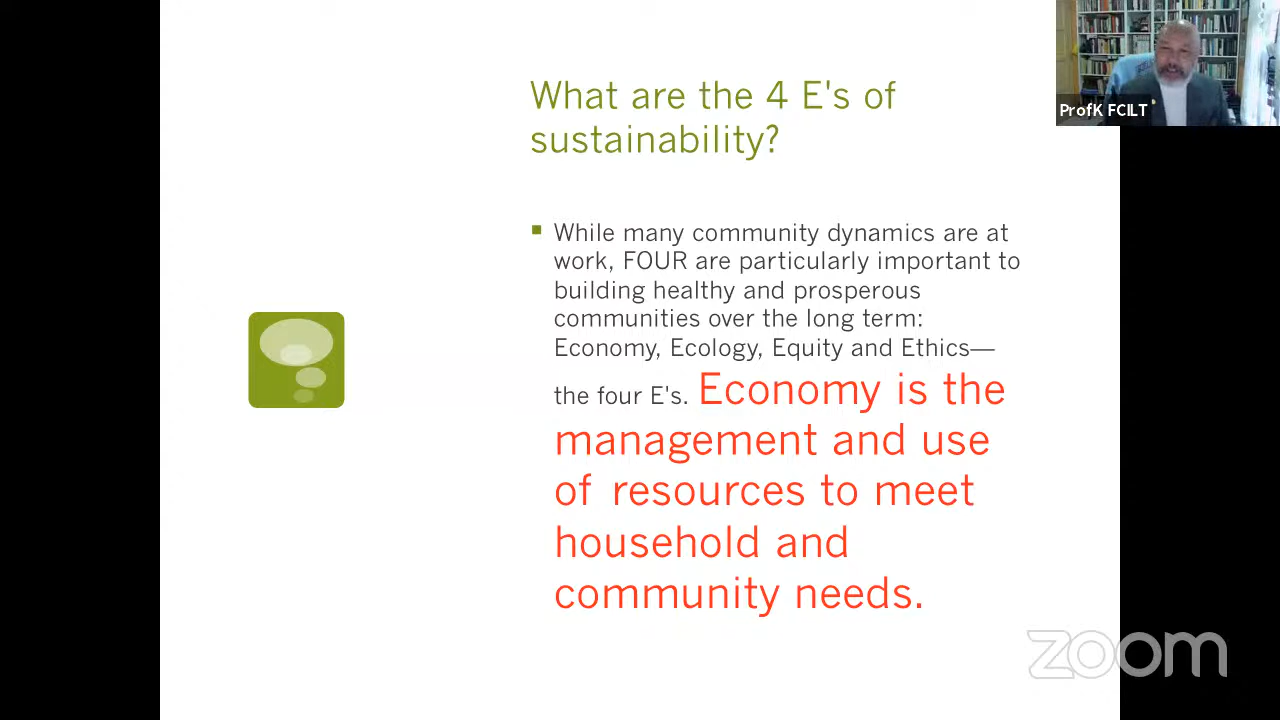 What are the 4 E's of
sustainability?
ProfK FCILT
While many community dynamics are at
work, FOUR are particularly important to
building healthy and prosperous
communities over the long term:
Economy, Ecology, Equity and Ethics—
the four E's. Economy is the
management and use
of resources to meet
household and
community needs.
zoom